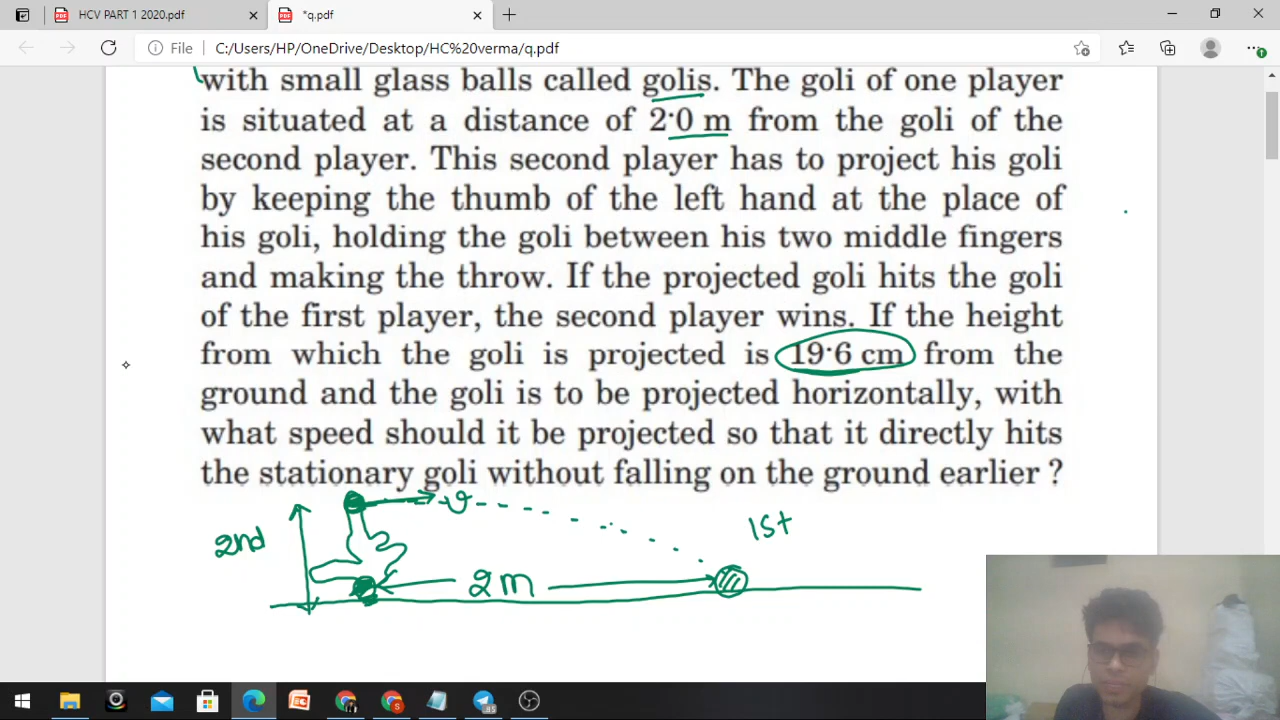 HCV PART 1 2020.pdf
*q.pdf
File
C:/Users/HP/OneDrive/Desktop/HC%20verma/q.pdf
with small glass balls called golis. The goli of one player
is situated at a distance of 2·0 m from the goli of the
second player. This second player has to project his goli
by keeping the thumb of the left hand at the place of
his goli, holding the goli between his two middle fingers
and making the throw. If the projected goli hits the goli
of the first player, the second player wins. If the height
from which the goli is projected is 19·6 cm from the
ground and the goli is to be projected horizontally, with
what speed should it be projected so that it directly hits
the stationary goli without falling on the ground earlier ?
v
1st
2nd
2m